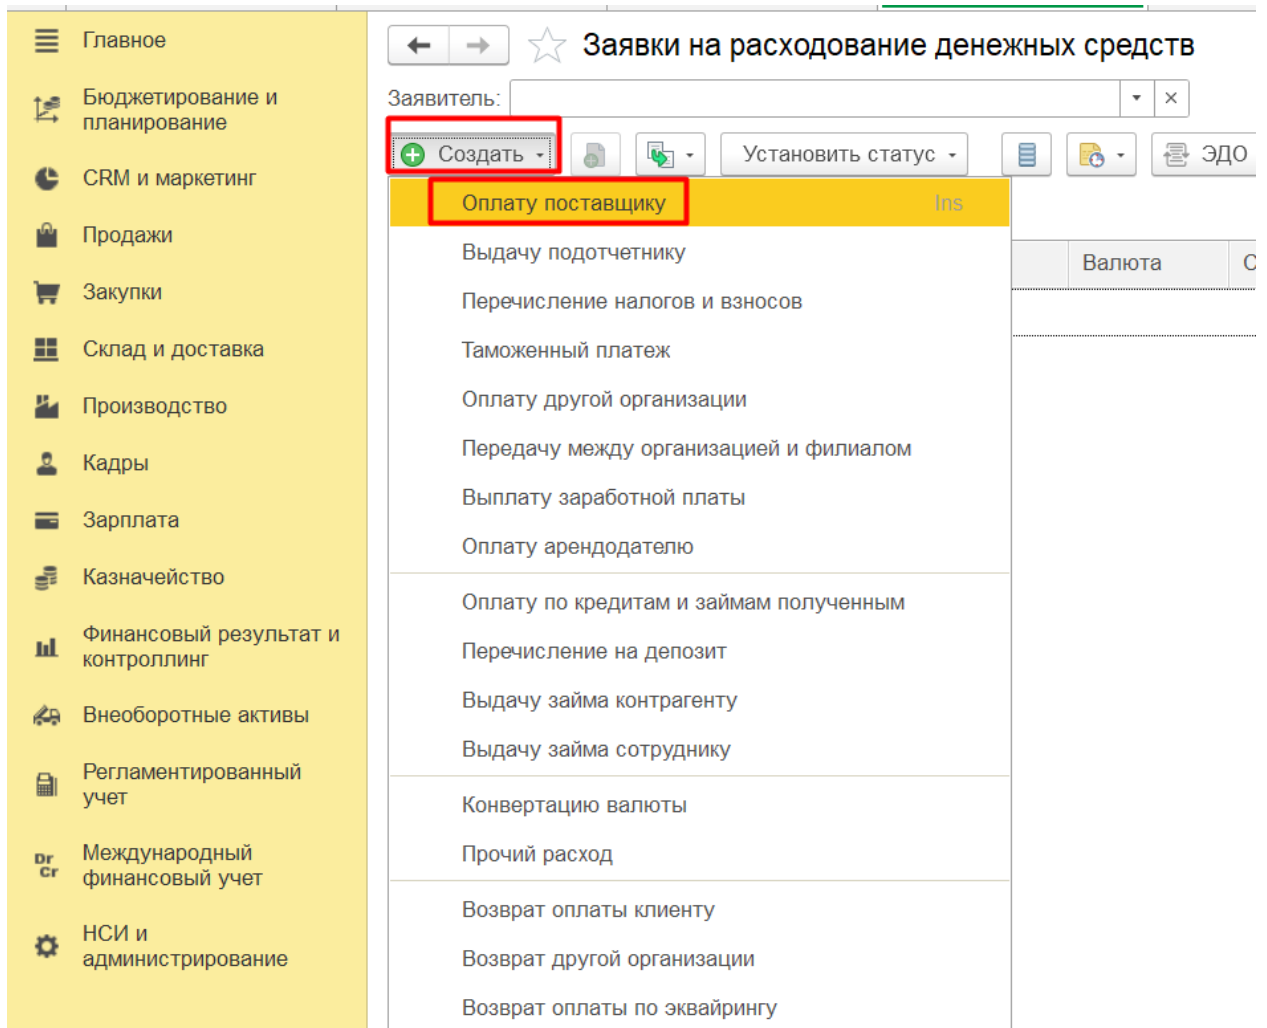 Главное
Бюджетирование и
планирование
CRM и маркетинг
Продажи
Закупки
Склад и доставка
Производство
Кадры
Зарплата
Казначейство
Финансовый результат и
контроллинг
Внеоборотные активы
Регламентированный
учет
Dr
Cr
Международный
финансовый учет
НСИ и
администрирование
Заявки на расходование денежных средств
Заявитель:
Создать
Установить статус
ЭДО
Оплату поставщику Ins
Валюта
С
Выдачу подотчетнику
Перечисление налогов и взносов
Таможенный платеж
Оплату другой организации
Передачу между организацией и филиалом
Выплату заработной платы
Оплату арендодателю
Оплату по кредитам и займам полученным
Перечисление на депозит
Выдачу займа контрагенту
Выдачу займа сотруднику
Конвертацию валюты
Прочий расход
Возврат оплаты клиенту
Возврат другой организации
Возврат оплаты по эквайрингу